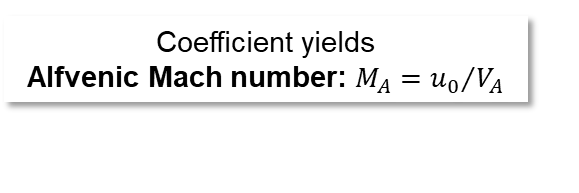 Coefficient yields
Alfvenic Mach number: M_A = u_0/V_A